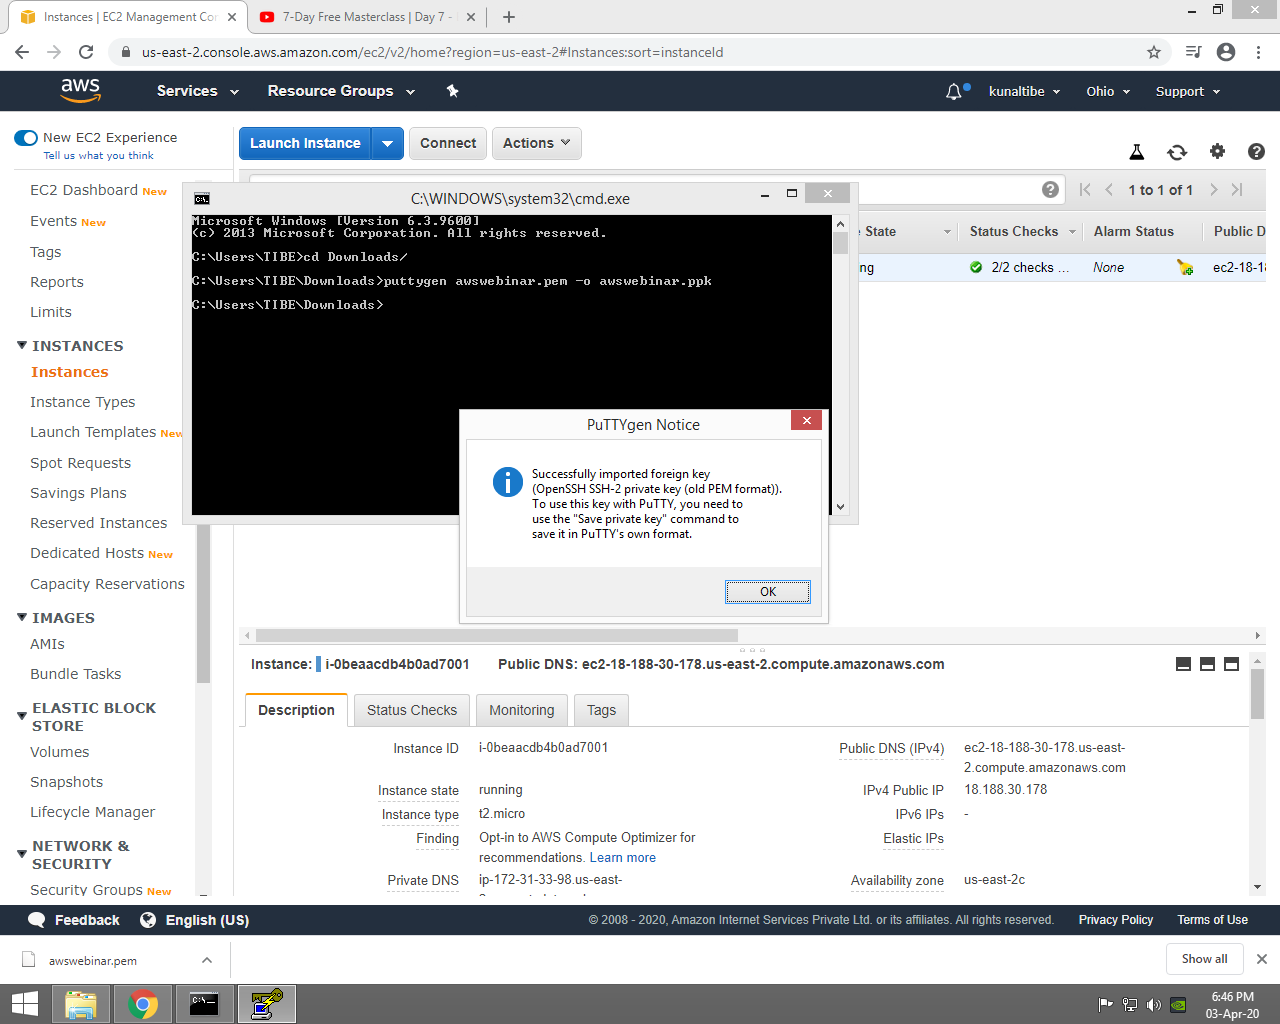 Instances | EC2 Management Con
7-Day Free Masterclass | Day 7 -
us-east-2.console.aws.amazon.com/ec2/v2/home?region=us-east-2#Instances:sort=instanceId
aws
Services
Resource Groups
kunaltibe
Ohio
Support
New EC2 Experience
Tell us what you think
Launch Instance
Connect
Actions
EC2 Dashboard New
Events New
Tags
Reports
Limits
INSTANCES
Instances
Instance Types
Launch Templates New
Spot Requests
Savings Plans
Reserved Instances
Dedicated Hosts New
Capacity Reservations
IMAGES
AMIs
Bundle Tasks
ELASTIC BLOCK
STORE
Volumes
Snapshots
Lifecycle Manager
NETWORK &
SECURITY
Security Groups New
1 to 1 of 1
State
Status Checks
Alarm Status
Public D
ng
2/2 checks ...
None
ec2-18-18
C:\WINDOWS\system32\cmd.exe
Microsoft Windows [Version 6.3.9600]
(c) 2013 Microsoft Corporation. All rights reserved.
C:\Users\TIBE>cd Downloads/
C:\Users\TIBE\Downloads>puttygen awswebinar.pem -o awswebinar.ppk
C:\Users\TIBE\Downloads>
PuTTYgen Notice
Successfully imported foreign key
(OpenSSH SSH-2 private key (old PEM format)).
To use this key with PuTTY, you need to
use the "Save private key" command to
save it in PuTTY's own format.
OK
Instance: i-0beaacdb4b0ad7001
Public DNS: ec2-18-188-30-178.us-east-2.compute.amazonaws.com
Description
Status Checks
Monitoring
Tags
Instance ID i-0beaacdb4b0ad7001
Instance state running
Instance type t2.micro
Finding Opt-in to AWS Compute Optimizer for
recommendations. Learn more
Private DNS ip-172-31-33-98.us-east-
Public DNS (IPv4) ec2-18-188-30-178.us-east-
2.compute.amazonaws.com
IPv4 Public IP 18.188.30.178
IPv6 IPs -
Elastic IPs
Availability zone us-east-2c
Feedback
English (US)
© 2008 - 2020, Amazon Internet Services Private Ltd. or its affiliates. All rights reserved.
Privacy Policy
Terms of Use
awswebinar.pem
Show all
6:46 PM
03-Apr-20